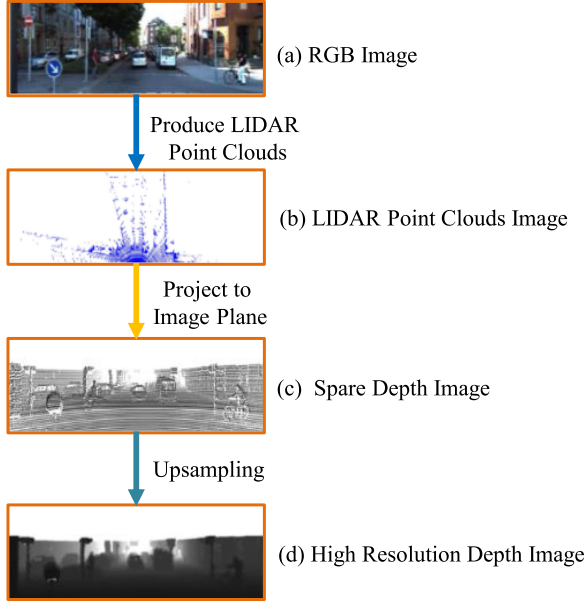 (a) RGB Image
Produce LIDAR
Point Clouds
(b) LIDAR Point Clouds Image
Project to
Image Plane
(c) Spare Depth Image
Upsampling
(d) High Resolution Depth Image